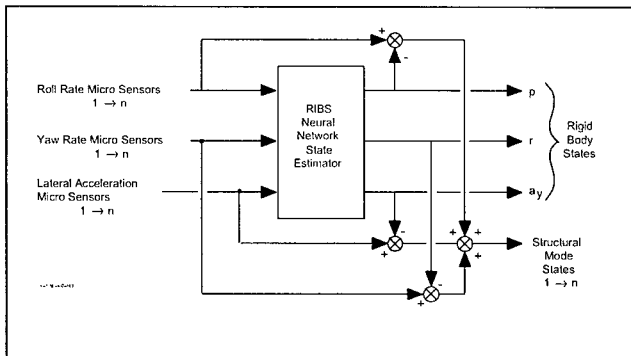 Roll Rate Micro Sensors
1 → n
Yaw Rate Micro Sensors
1 → n
Lateral Acceleration
Micro Sensors
1 → n
RIBS
Neural
Network
State
Estimator
+
-
p
r
ay
Rigid
Body
States
-
+
+
+
+
-
+
Structural
Mode
States
1 → n